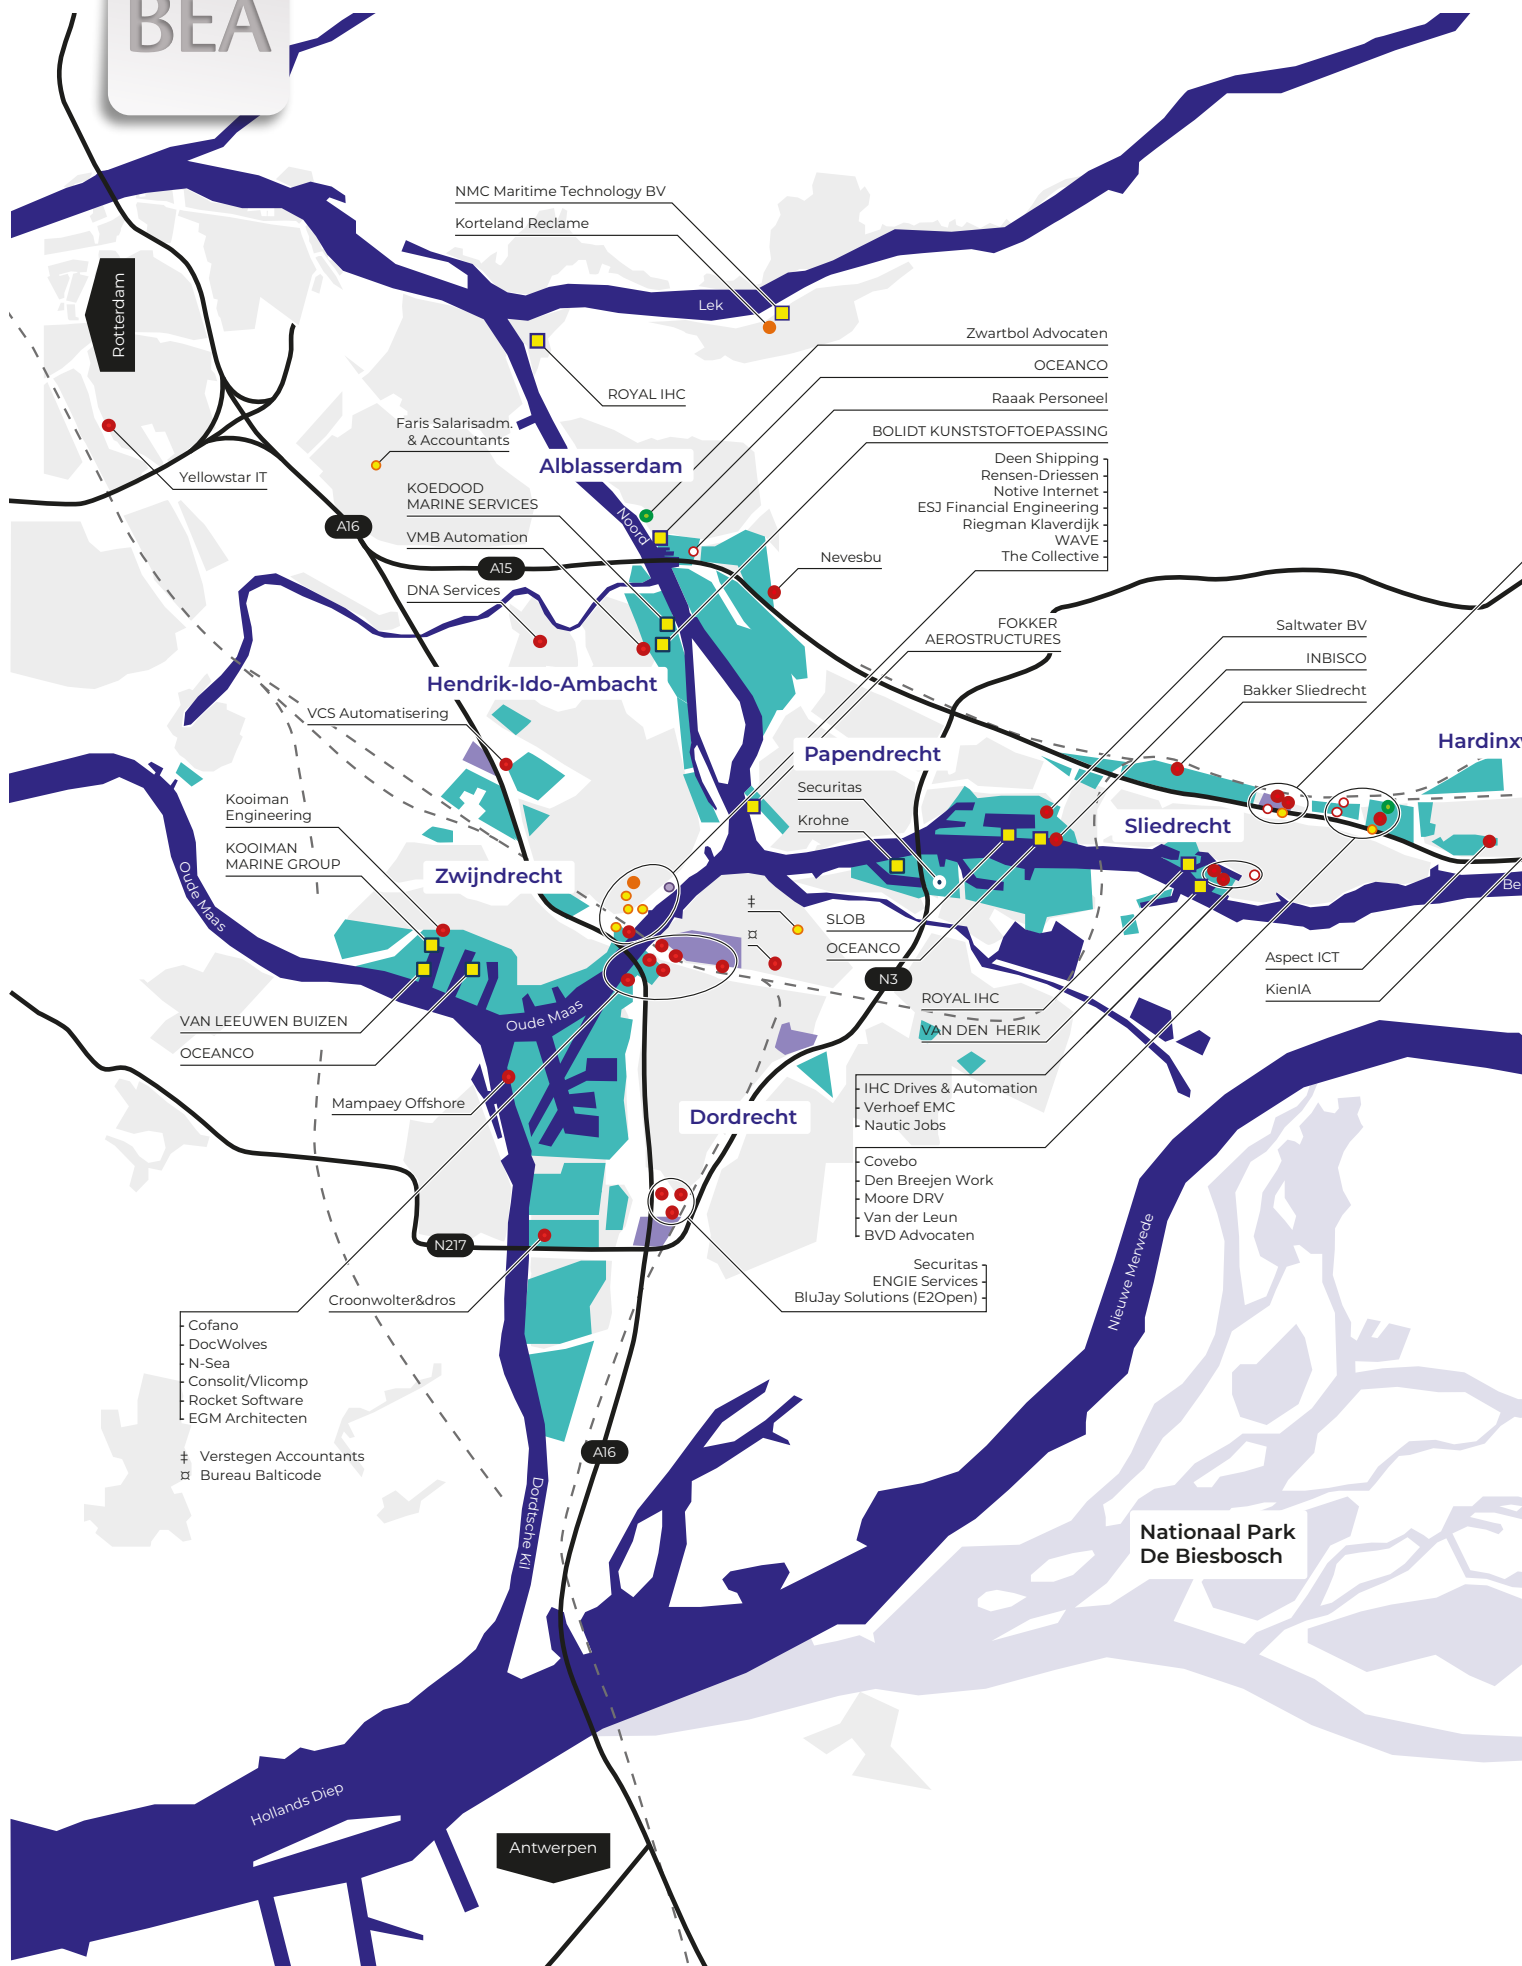 BEA
NMC Maritime Technology BV
Korteland Reclame
Rotterdam
Lek
Zwartbol Advocaten
OCEANCO
ROYAL IHC
Raaak Personeel
Faris Salarisadm.
& Accountants
BOLIDT KUNSTSTOFTOEPASSING
Alblasserdam
Deen Shipping
Rensen-Driessen
Notive Internet
ESJ Financial Engineering
Riegman Klaverdijk
WAVE
The Collective
Yellowstar IT
KOEDOOD
MARINE SERVICES
A16
Noord
VMB Automation
A15
Nevesbu
DNA Services
FOKKER
AEROSTRUCTURES
Saltwater BV
INBISCO
Bakker Sliedrecht
Hendrik-Ido-Ambacht
VCS Automatisering
Hardinxv
Papendrecht
Securitas
Krohne
Sliedrecht
Kooiman
Engineering
KOOIMAN
MARINE GROUP
Zwijndrecht
Oude Maas
Be
‡
¤
SLOB
OCEANCO
Aspect ICT
N3
KienIA
ROYAL IHC
VAN DEN HERIK
VAN LEEUWEN BUIZEN
Oude Maas
OCEANCO
Mampaey Offshore
Dordrecht
IHC Drives & Automation
Verhoef EMC
Nautic Jobs
Covebo
Den Breejen Work
Moore DRV
Van der Leun
BVD Advocaten
N217
Securitas
ENGIE Services
BluJay Solutions (E2Open)
Nieuwe Merwede
Croonwolter&dros
Cofano
DocWolves
N-Sea
Consolit/Vlicomp
Rocket Software
EGM Architecten
‡ Verstegen Accountants
¤ Bureau Balticode
A16
Dordtsche Kil
Nationaal Park
De Biesbosch
Hollands Diep
Antwerpen